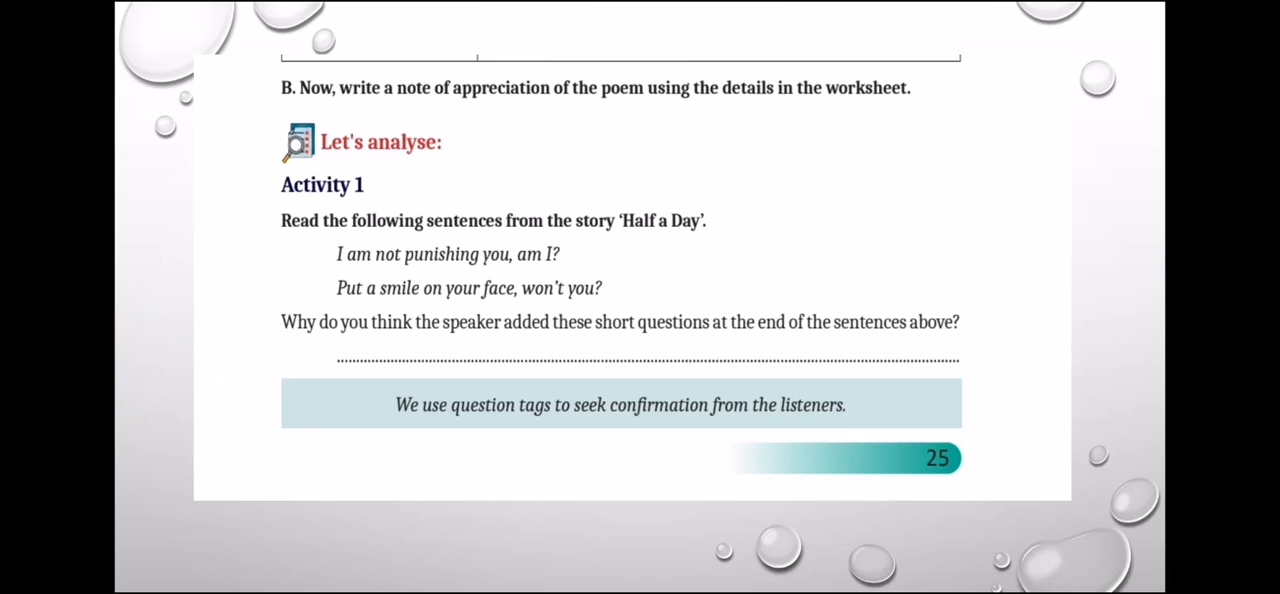 B. Now, write a note of appreciation of the poem using the details in the worksheet.
Let's analyse:
Activity 1
Read the following sentences from the story ‘Half a Day’.
I am not punishing you, am I?
Put a smile on your face, won't you?
Why do you think the speaker added these short questions at the end of the sentences above?
We use question tags to seek confirmation from the listeners.
25